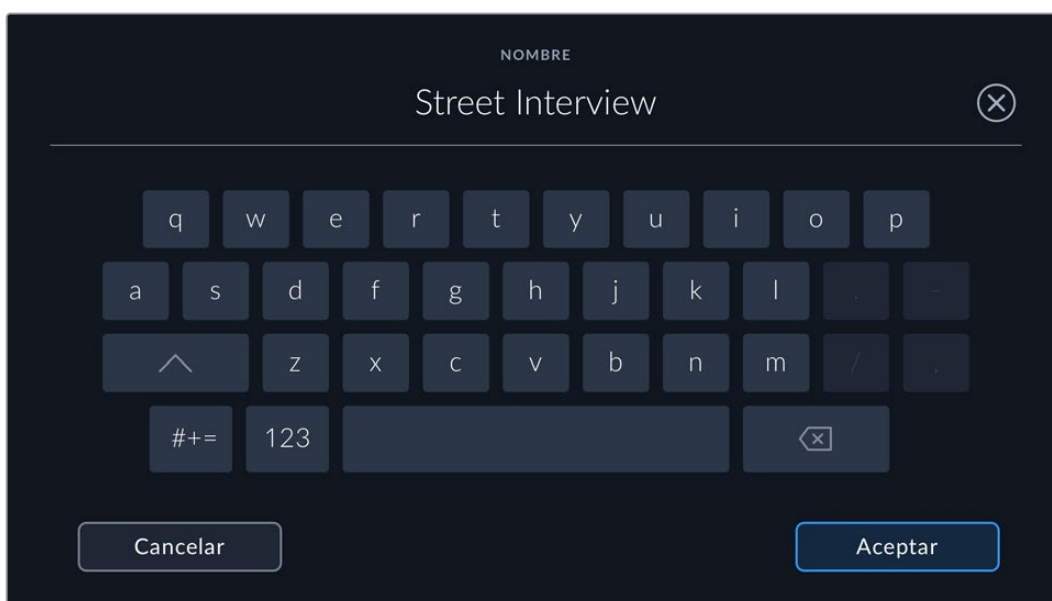 NOMBRE
Street Interview
q w e r t y u i o p
a s d f g h j k l . -
z x c v b n m / ,
#+= 123
Cancelar Aceptar